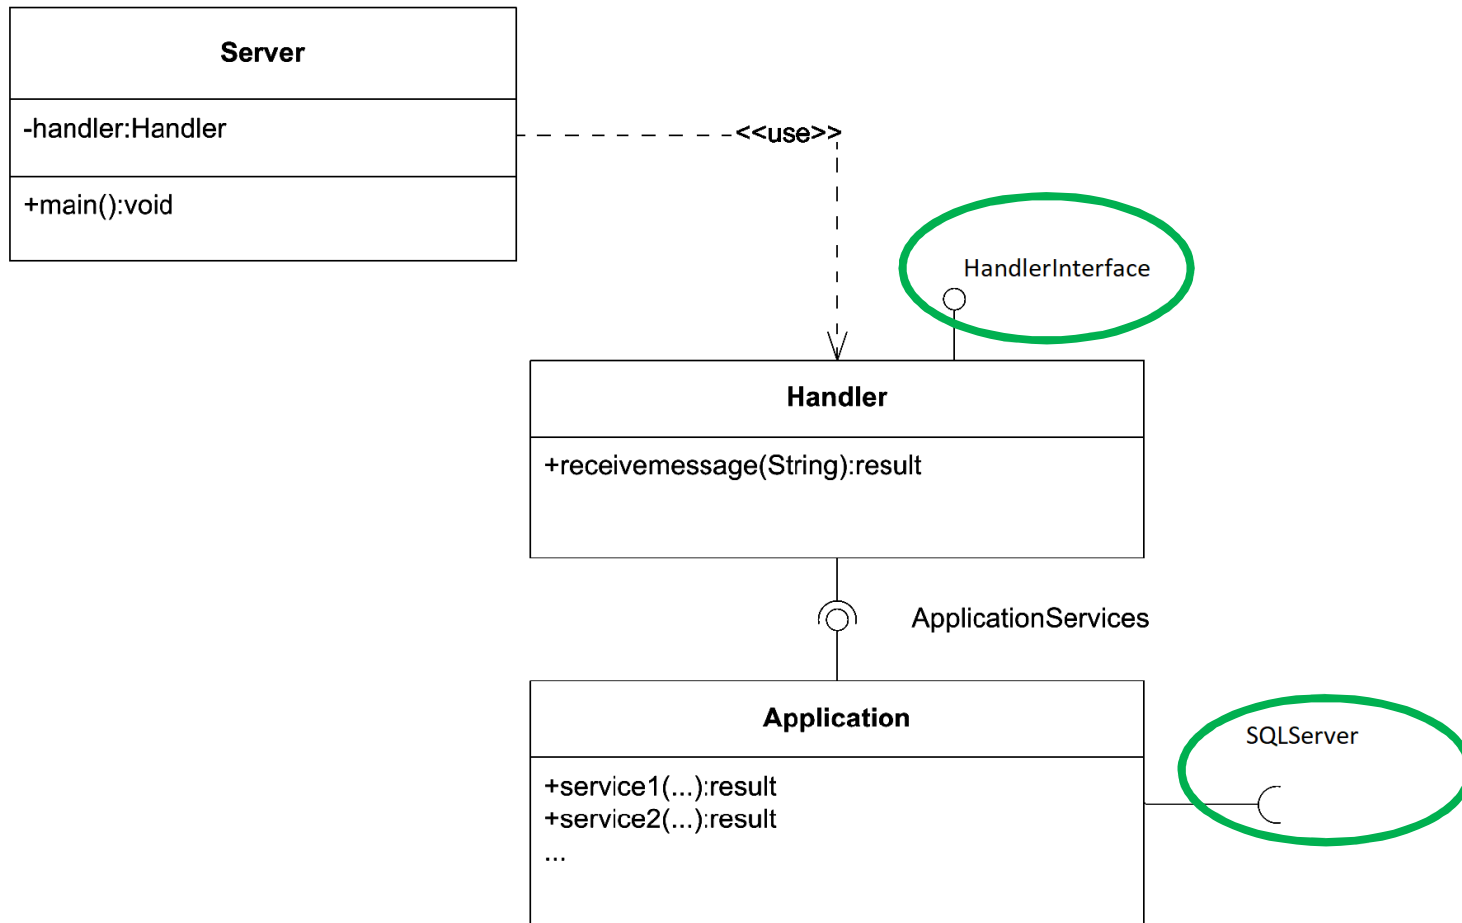 Server
-handler:Handler
<<use>>
+main():void
HandlerInterface
Handler
+receivemessage(String):result
ApplicationServices
Application
SQLServer
+service1(...):result
+service2(...):result
...